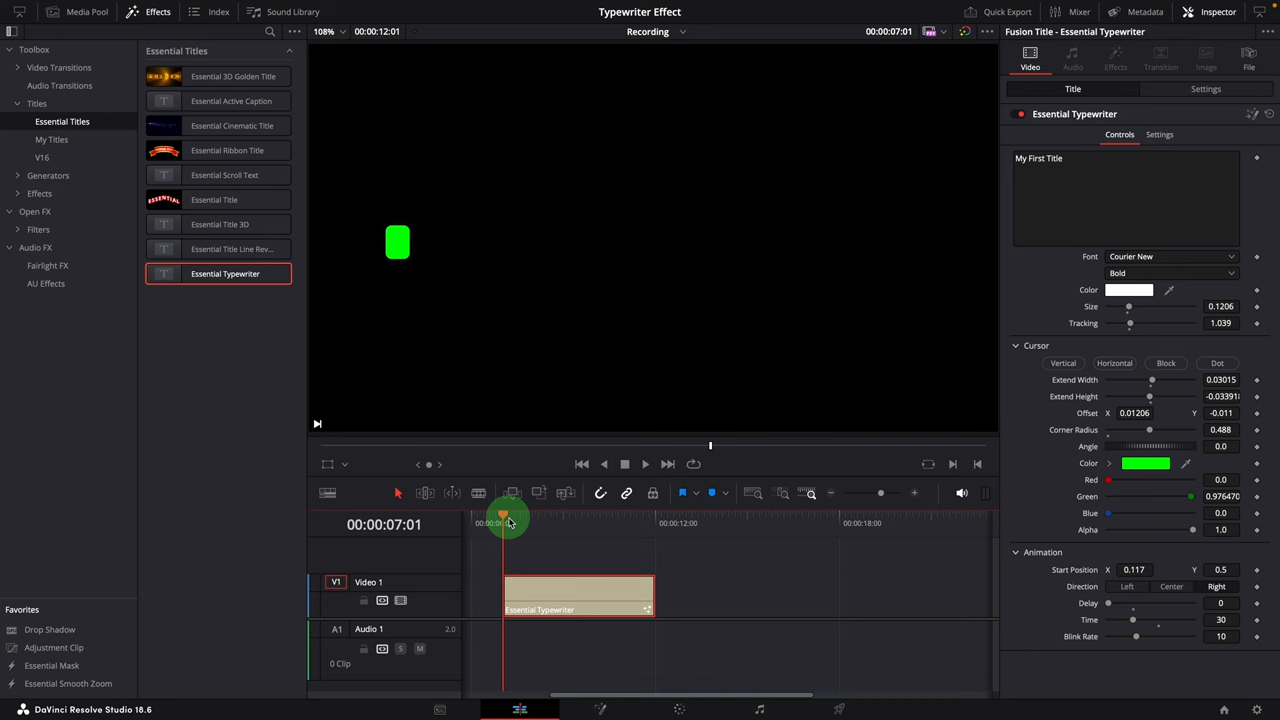 Media Pool
Effects
Index
Sound Library
Typewriter Effect
Quick Export
Mixer
Metadata
Inspector
108%
00:00:12:01
Recording
00:00:07:01
Fusion Title - Essential Typewriter
Toolbox
Video Transitions
Audio Transitions
Titles
Essential Titles
My Titles
V16
Generators
Effects
Open FX
Filters
Audio FX
Fairlight FX
AU Effects
Essential Titles
GOLDEN
Essential 3D Golden Title
T Essential Active Caption
Essential Cinematic Title
Essential Ribbon Title
T Essential Scroll Text
ESSENTIAL
Essential Title
T Essential Title 3D
T Essential Title Line Rev...
T Essential Typewriter
Video
Audio
Effects
Transition
Image
File
Title
Settings
Essential Typewriter
Controls
Settings
My First Title
Font
Courier New
Bold
Color
Size
0.1206
Tracking
1.039
Cursor
Vertical
Horizontal
Block
Dot
Extend Width
0.03015
Extend Height
-0.03391
Offset
X
0.01206
Y
-0.011
Corner Radius
0.488
Angle
0.0
Color
Red
0.0
Green
0.976470
Blue
0.0
Alpha
1.0
Animation
Start Position
X
0.117
Y
0.5
Direction
Left
Center
Right
Delay
0
Time
30
Blink Rate
10
00:00:07:01
00:00:12:00
00:00:18:00
V1
Video 1
Essential Typewriter
A1
Audio 1
2.0
S
M
0 Clip
Favorites
Drop Shadow
Adjustment Clip
Essential Mask
Essential Smooth Zoom
DaVinci Resolve Studio 18.6